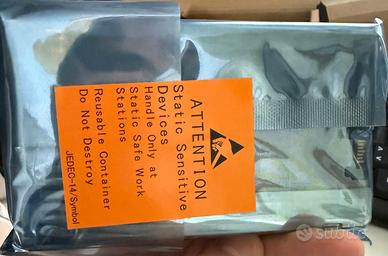 ATTENTION
Static Sensitive
Devices
Handle Only at
Static Safe Work
Stations
Reusable Container
Do Not Destroy
JEDEC-14/Symbol
subito